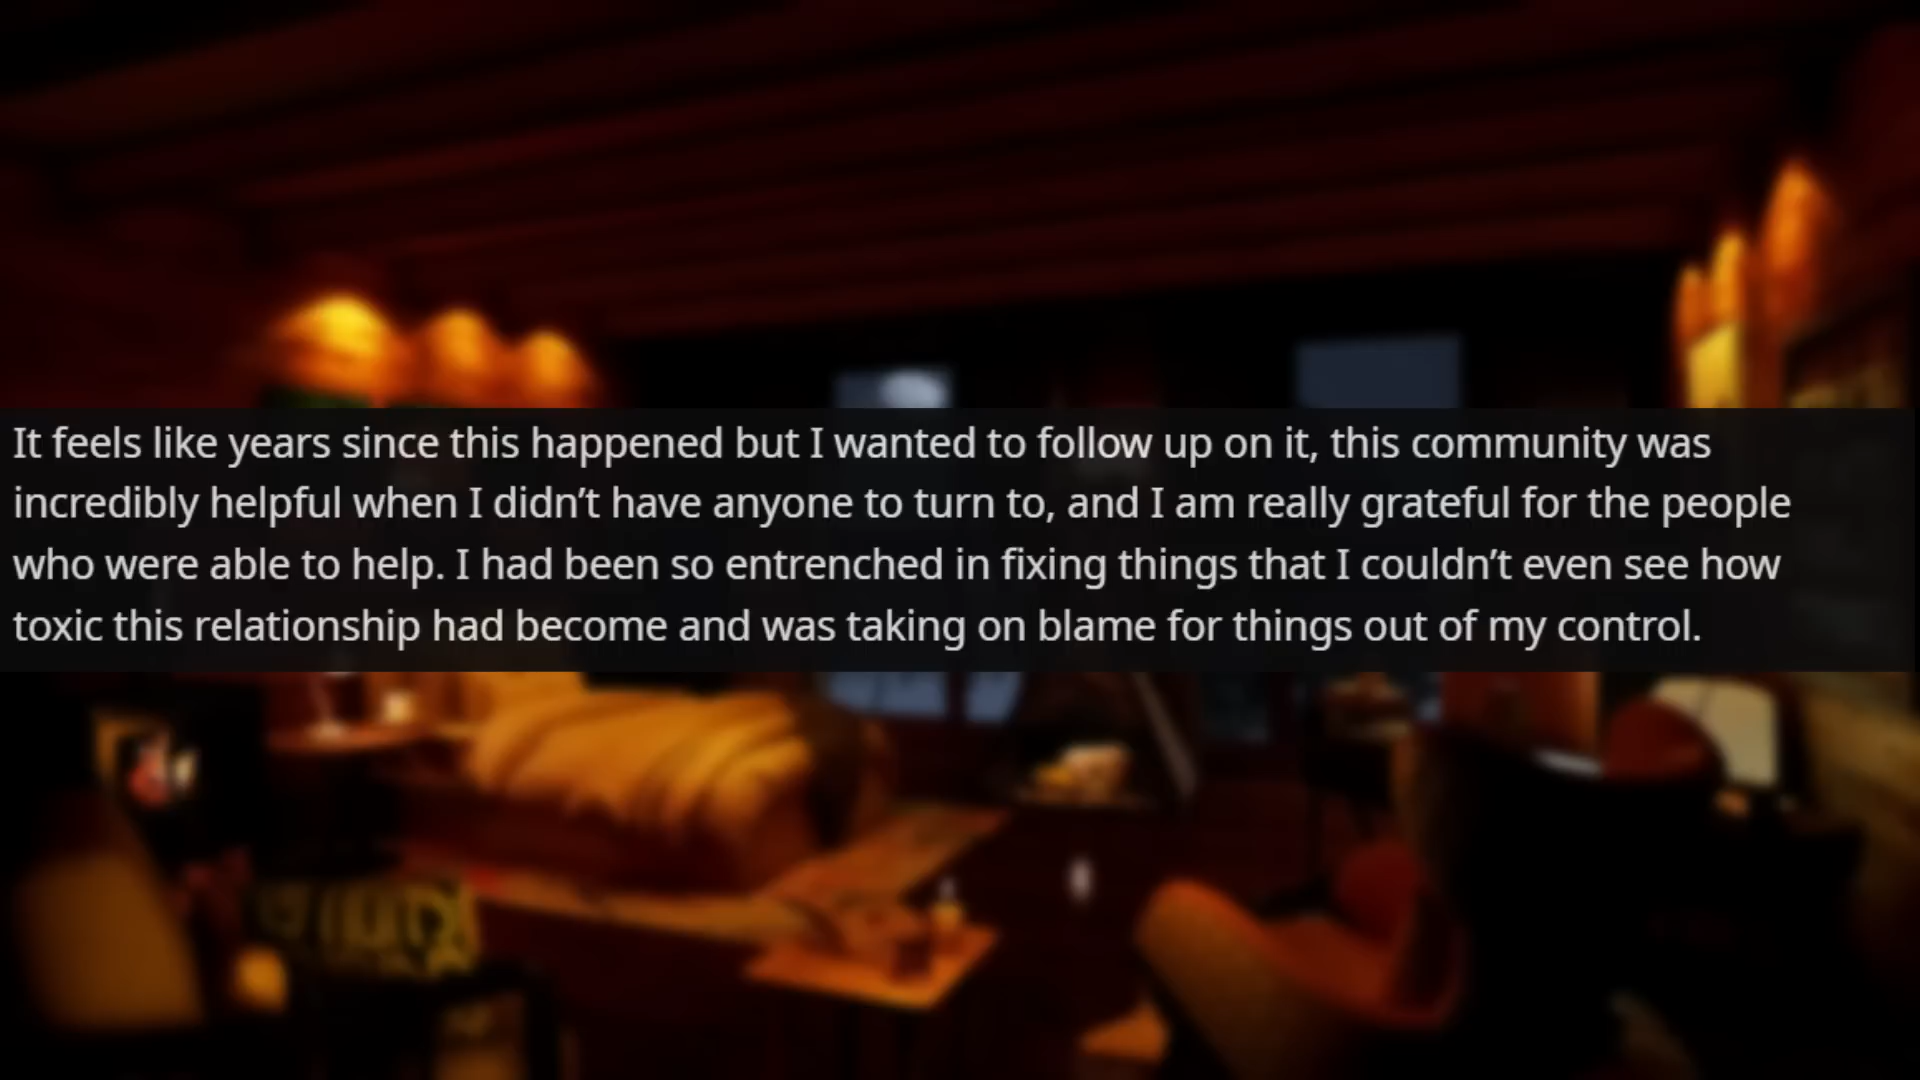 It feels like years since this happened but I wanted to follow up on it, this community was
incredibly helpful when I didn’t have anyone to turn to, and I am really grateful for the people
who were able to help. I had been so entrenched in fixing things that I couldn’t even see how
toxic this relationship had become and was taking on blame for things out of my control.